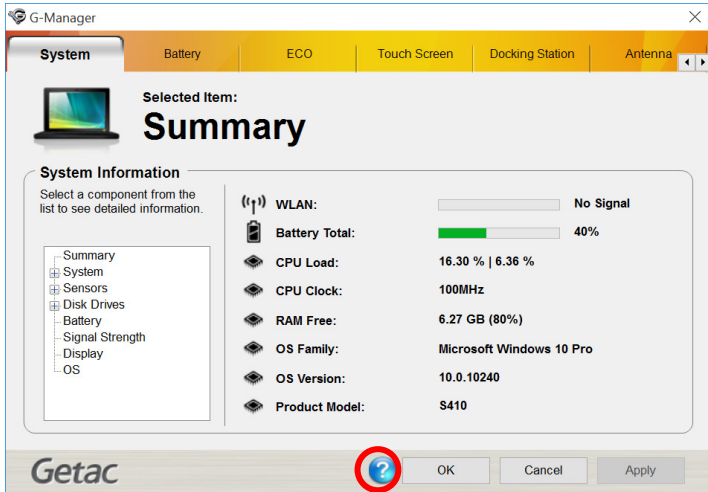 G-Manager
System Battery ECO Touch Screen Docking Station Antenna
Selected Item:
Summary
System Information
Select a component from the
list to see detailed information.
Summary
System
Sensors
Disk Drives
Battery
Signal Strength
Display
OS
WLAN: No Signal
Battery Total: 40%
CPU Load: 16.30 % | 6.36 %
CPU Clock: 100MHz
RAM Free: 6.27 GB (80%)
OS Family: Microsoft Windows 10 Pro
OS Version: 10.0.10240
Product Model: S410
Getac ? OK Cancel Apply